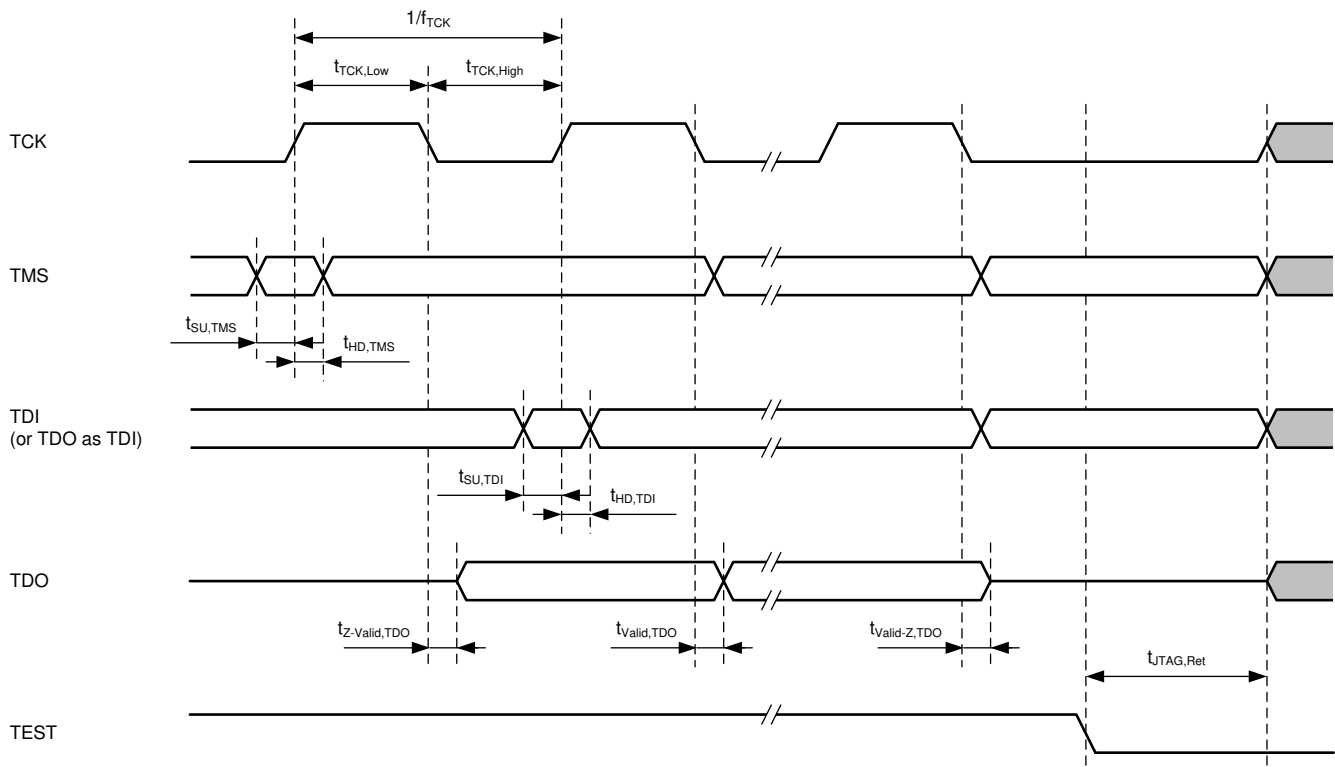 1/fTCK
tTCK,Low
tTCK,High
TCK
TMS
tSU,TMS
tHD,TMS
TDI
(or TDO as TDI)
tSU,TDI
tHD,TDI
TDO
tZ-Valid,TDO
tValid,TDO
tValid-Z,TDO
tJTAG,Ret
TEST